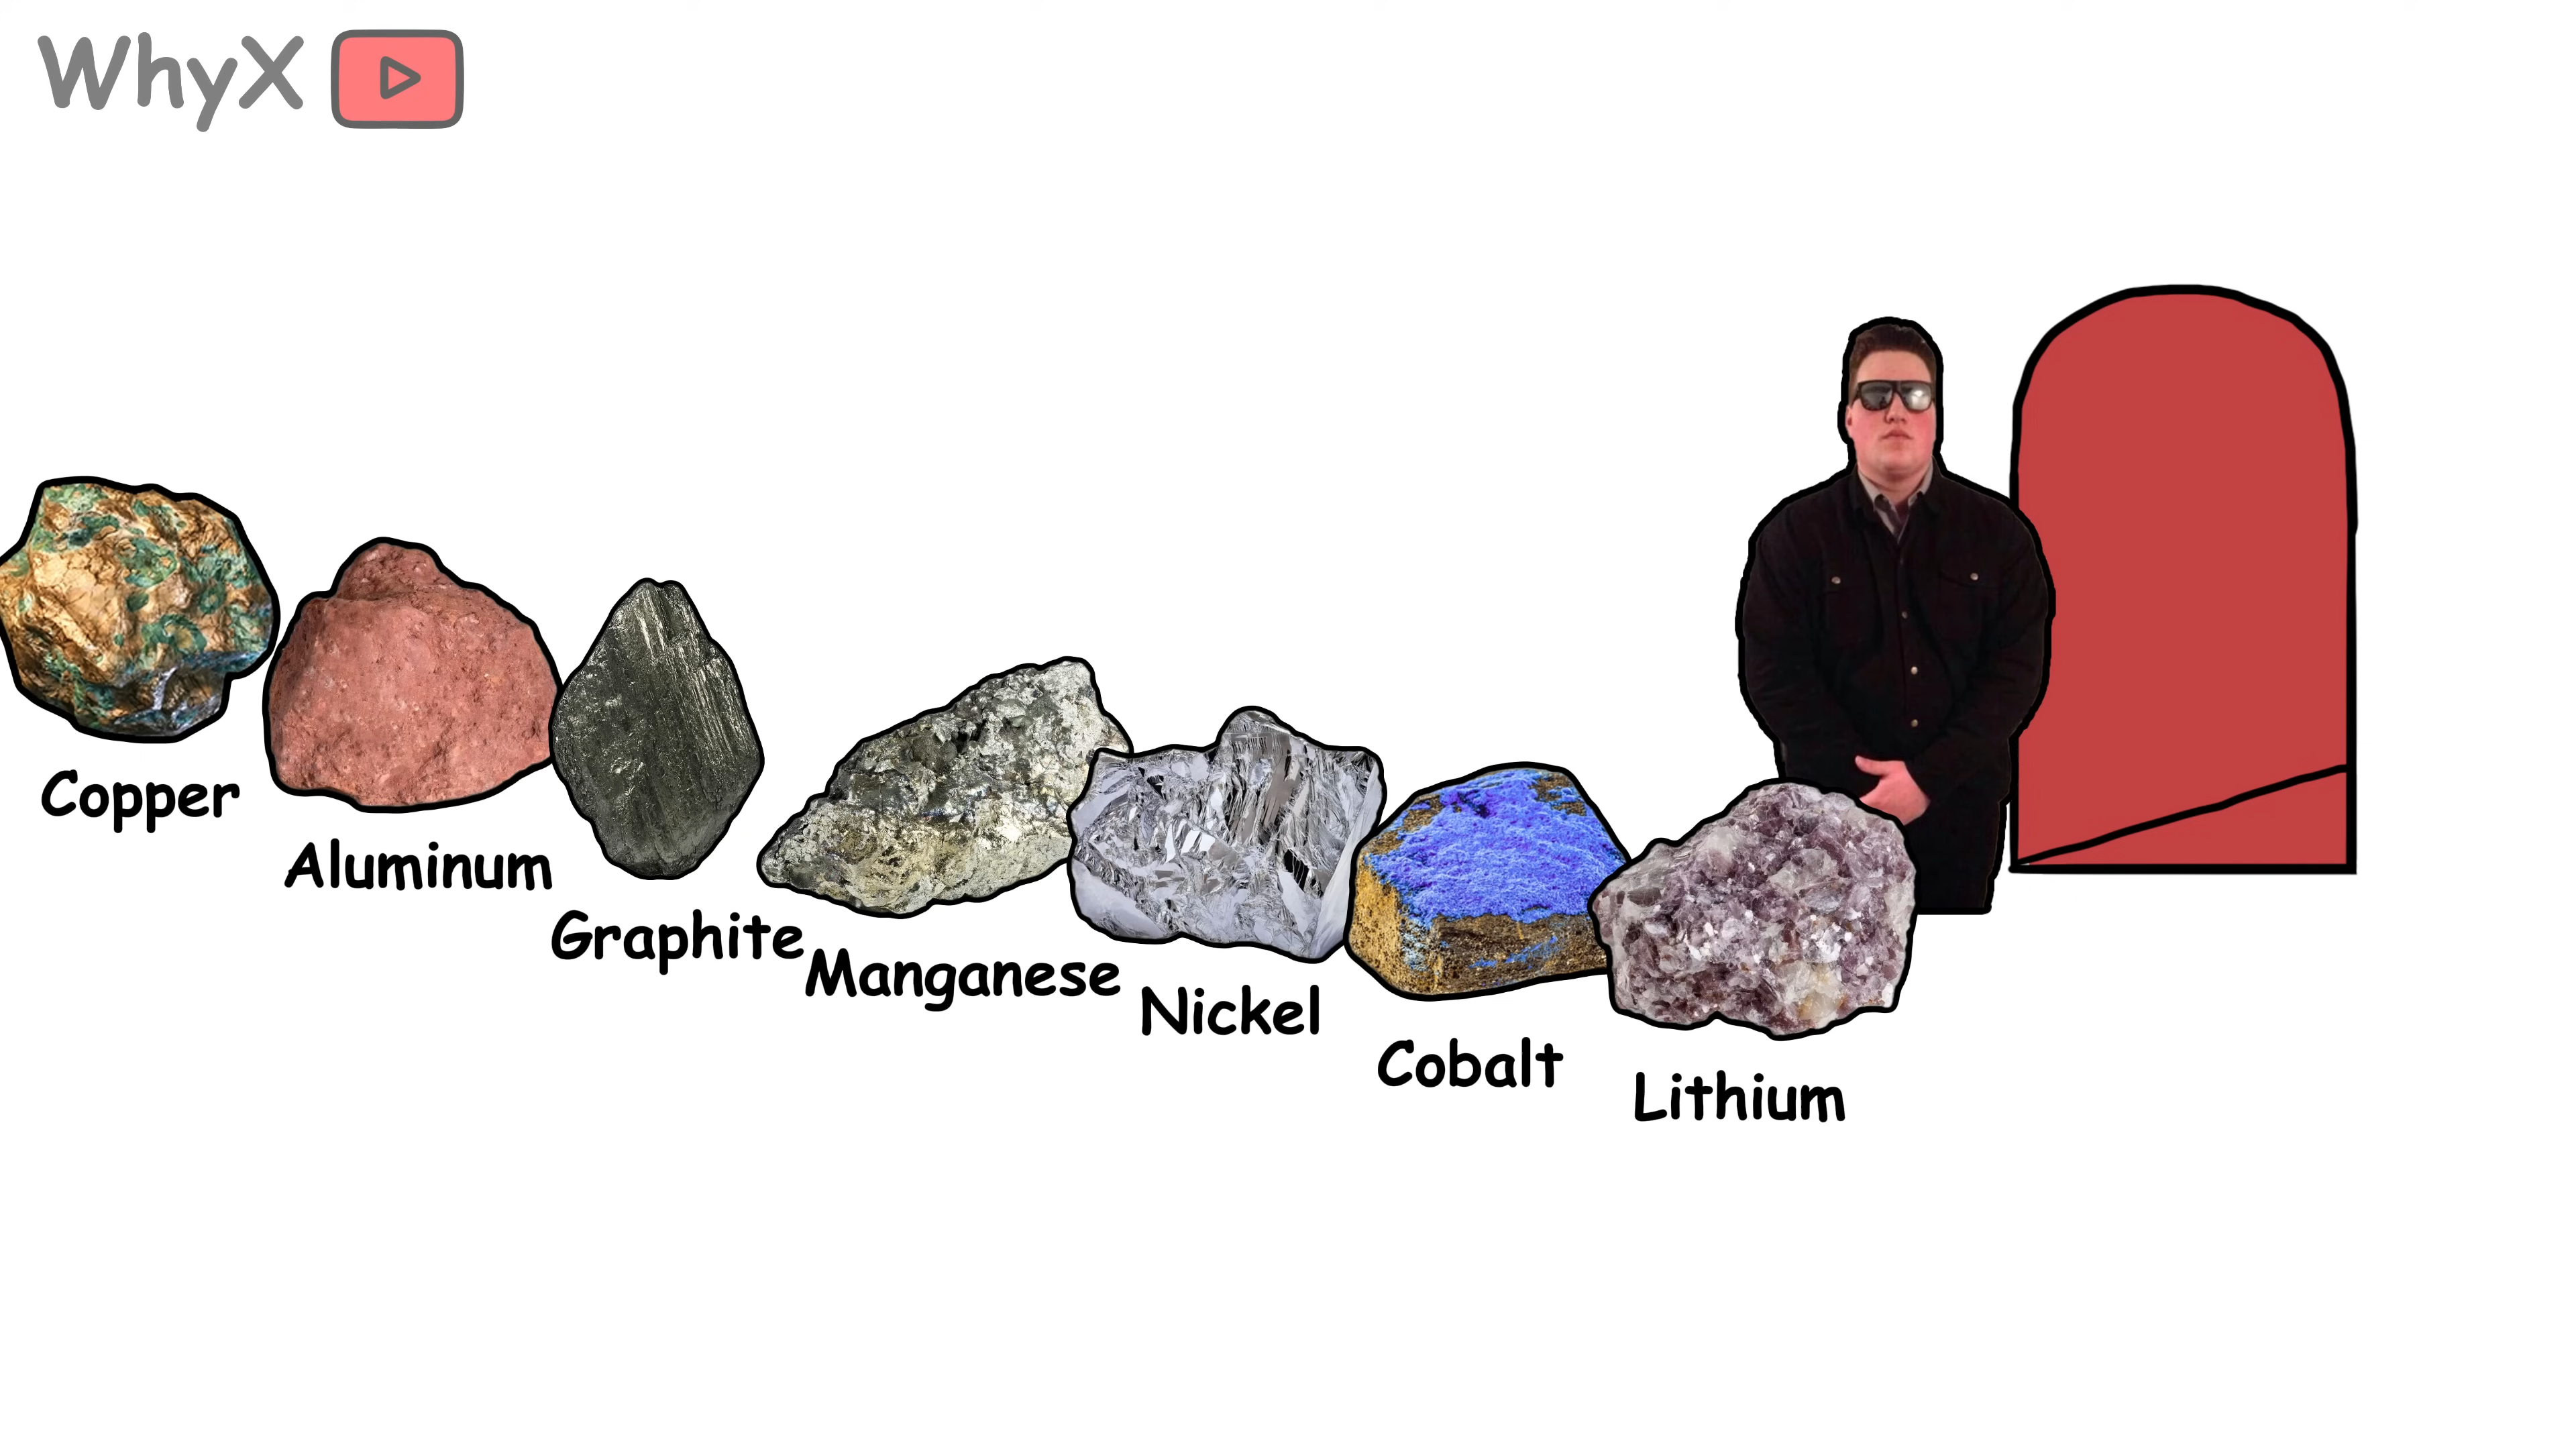 WhyX
Copper
Aluminum
Graphite
Manganese
Nickel
Cobalt
Lithium